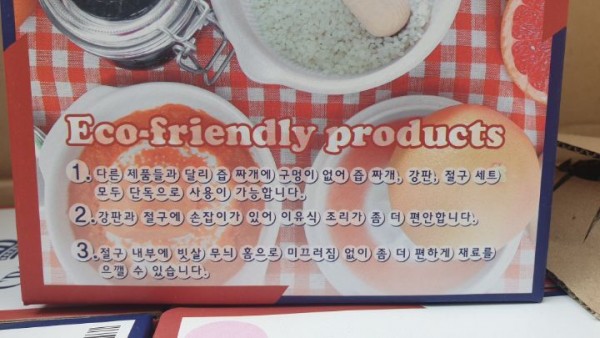 Eco-friendly products
1. 다른 제품들과 달리 즙 짜개에 구멍이 없어 즙 짜개, 강판, 절구 세트
모두 단독으로 사용이 가능합니다.
2. 강판과 절구에 손잡이가 있어 이유식 조리가 좀 더 편안합니다.
3. 절구 내부에 빗살 무늬 홈으로 미끄러짐 없이 좀 더 편하게 재료를
으깰 수 있습니다.